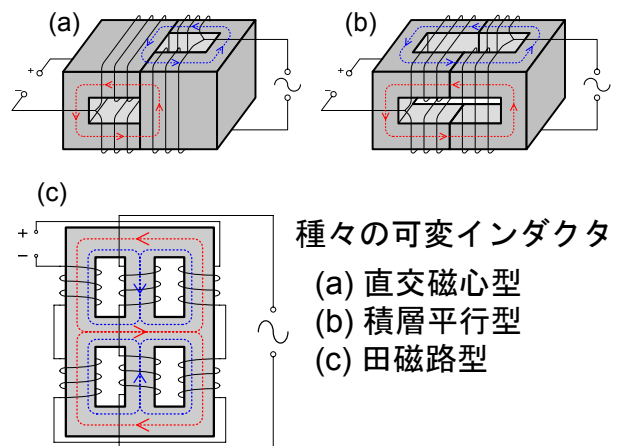 (a)
(b)
+
−
+
−
(c)
+
−
種々の可変インダクタ
(a) 直交磁心型
(b) 積層平行型
(c) 田磁路型